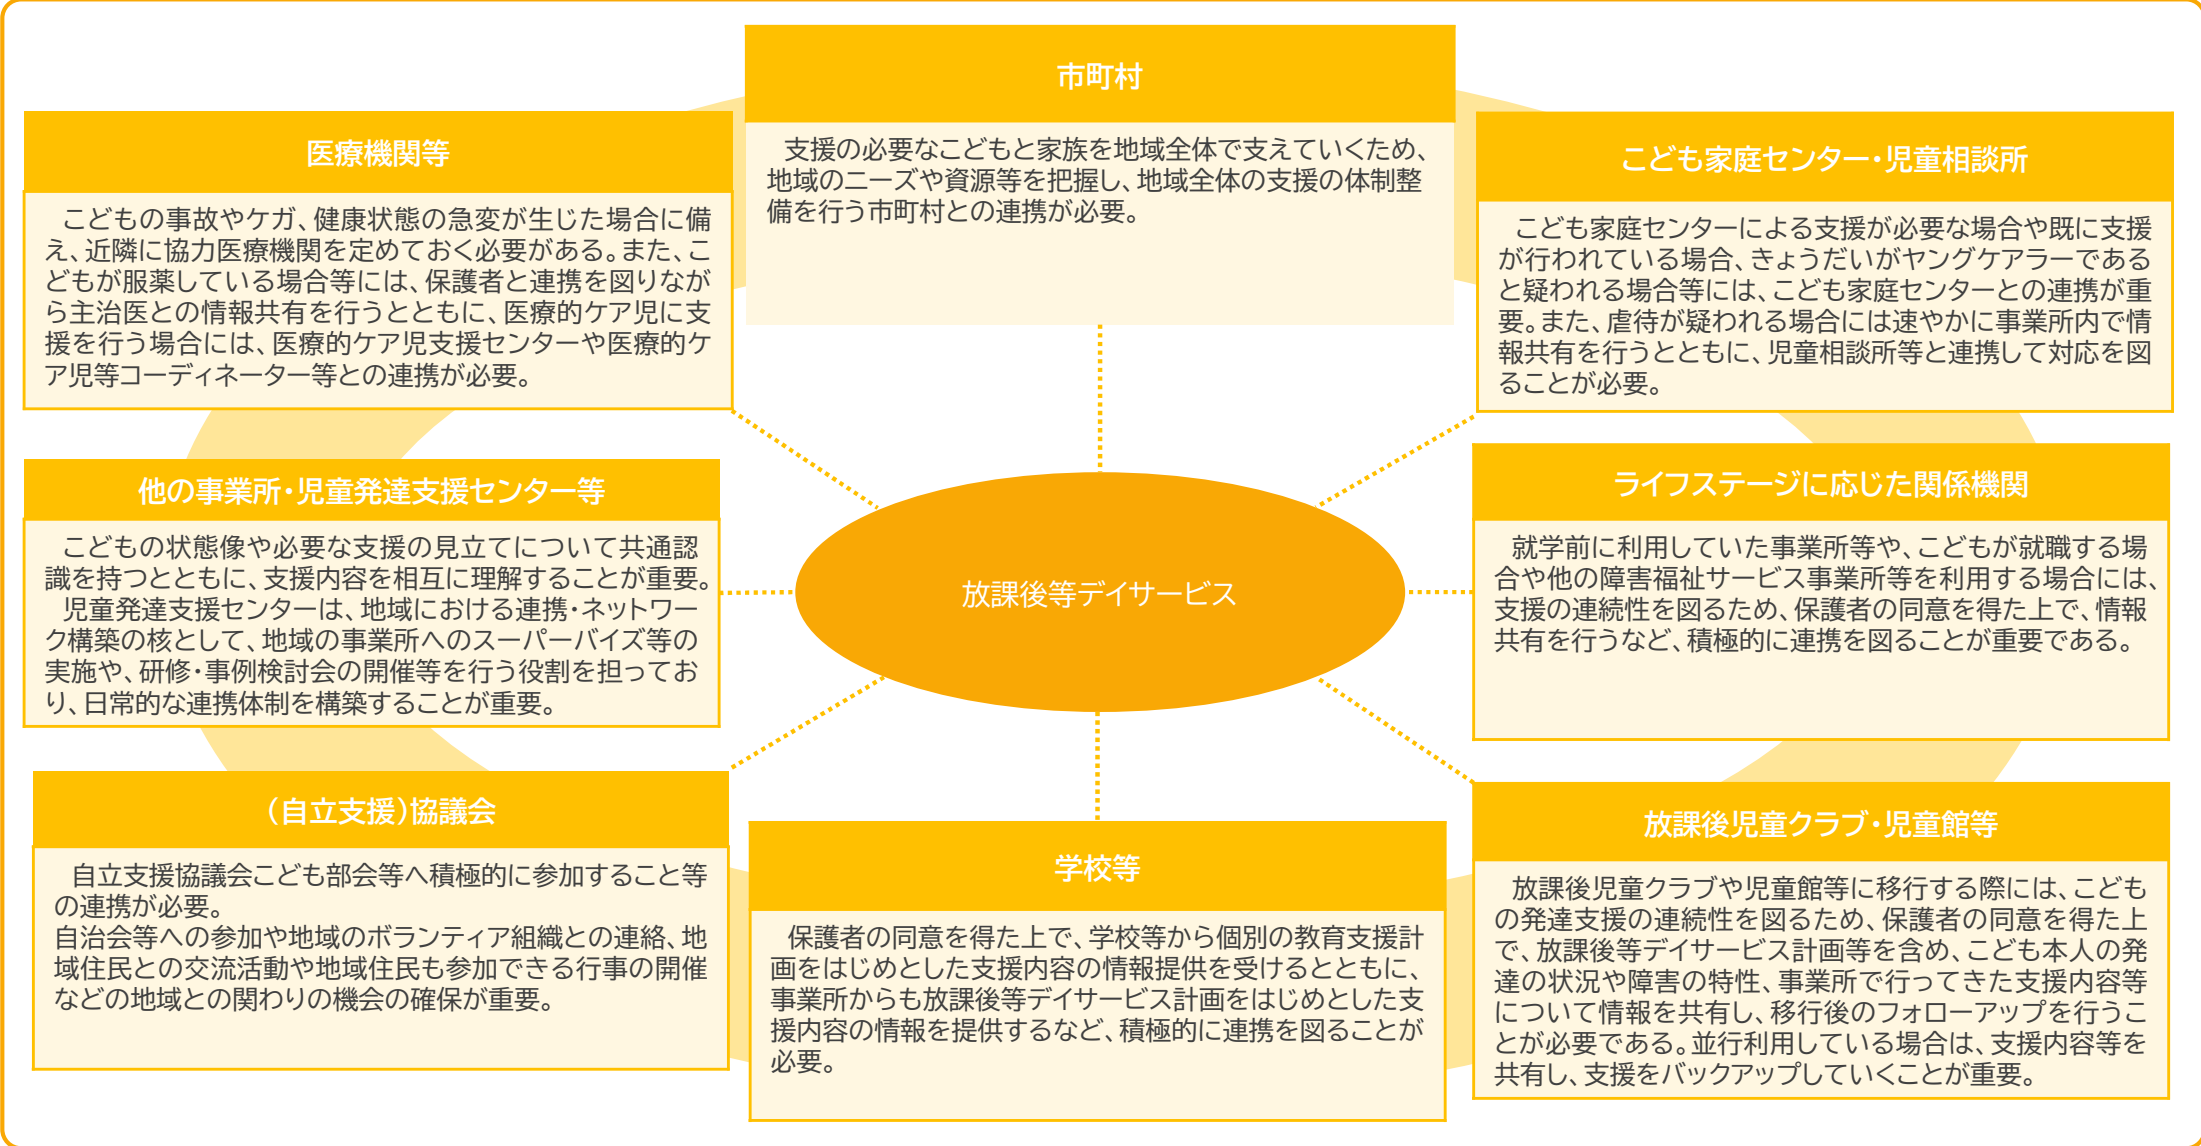 市町村
支援の必要なこどもと家族を地域全体で支えていくため、
地域のニーズや資源等を把握し、地域全体の支援の体制整
備を行う市町村との連携が必要。
医療機関等
こどもの事故やケガ、健康状態の急変が生じた場合に備
え、近隣に協力医療機関を定めておく必要がある。また、こ
どもが服薬している場合等には、保護者と連携を図りなが
ら主治医との情報共有を行うとともに、医療的ケア児に支
援を行う場合には、医療的ケア児支援センターや医療的ケ
ア児等コーディネーター等との連携が必要。
こども家庭センター・児童相談所
こども家庭センターによる支援が必要な場合や既に支援
が行われている場合、きょうだいがヤングケアラーである
と疑われる場合等には、こども家庭センターとの連携が重
要。また、虐待が疑われる場合には速やかに事業所内で情
報共有を行うとともに、児童相談所等と連携して対応を図
ることが必要。
他の事業所・児童発達支援センター等
こどもの状態像や必要な支援の見立てについて共通認
識を持つとともに、支援内容を相互に理解することが重要。
児童発達支援センターは、地域における連携・ネットワー
ク構築の核として、地域の事業所へのスーパーバイズ等の
実施や、研修・事例検討会の開催等を行う役割を担ってお
り、日常的な連携体制を構築することが重要。
放課後等デイサービス
ライフステージに応じた関係機関
就学前に利用していた事業所等や、こどもが就職する場
合や他の障害福祉サービス事業所等を利用する場合には、
支援の連続性を図るため、保護者の同意を得た上で、情報
共有を行うなど、積極的に連携を図ることが重要である。
（自立支援）協議会
自立支援協議会こども部会等へ積極的に参加すること等
の連携が必要。
自治会等への参加や地域のボランティア組織との連絡、地
域住民との交流活動や地域住民も参加できる行事の開催
などの地域との関わりの機会の確保が重要。
学校等
保護者の同意を得た上で、学校等から個別の教育支援計
画をはじめとした支援内容の情報提供を受けるとともに、
事業所からも放課後等デイサービス計画をはじめとした支
援内容の情報を提供するなど、積極的に連携を図ることが
必要。
放課後児童クラブ・児童館等
放課後児童クラブや児童館等に移行する際には、こども
の発達支援の連続性を図るため、保護者の同意を得た上
で、放課後等デイサービス計画等を含め、こども本人の発
達の状況や障害の特性、事業所で行ってきた支援内容等
について情報を共有し、移行後のフォローアップを行うこ
とが必要である。並行利用している場合は、支援内容等を
共有し、支援をバックアップしていくことが重要。